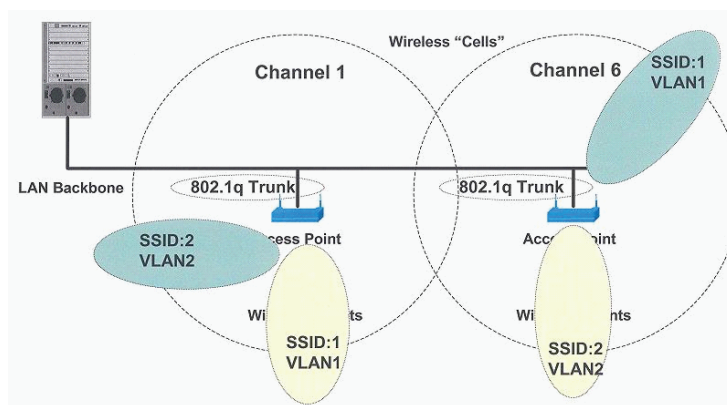 Wireless "Cells"
Channel 1
Channel 6
SSID:1
VLAN1
LAN Backbone
802.1q Trunk
802.1q Trunk
SSID:2
VLAN2
Point
SSID:1
VLAN1
SSID:2
VLAN2